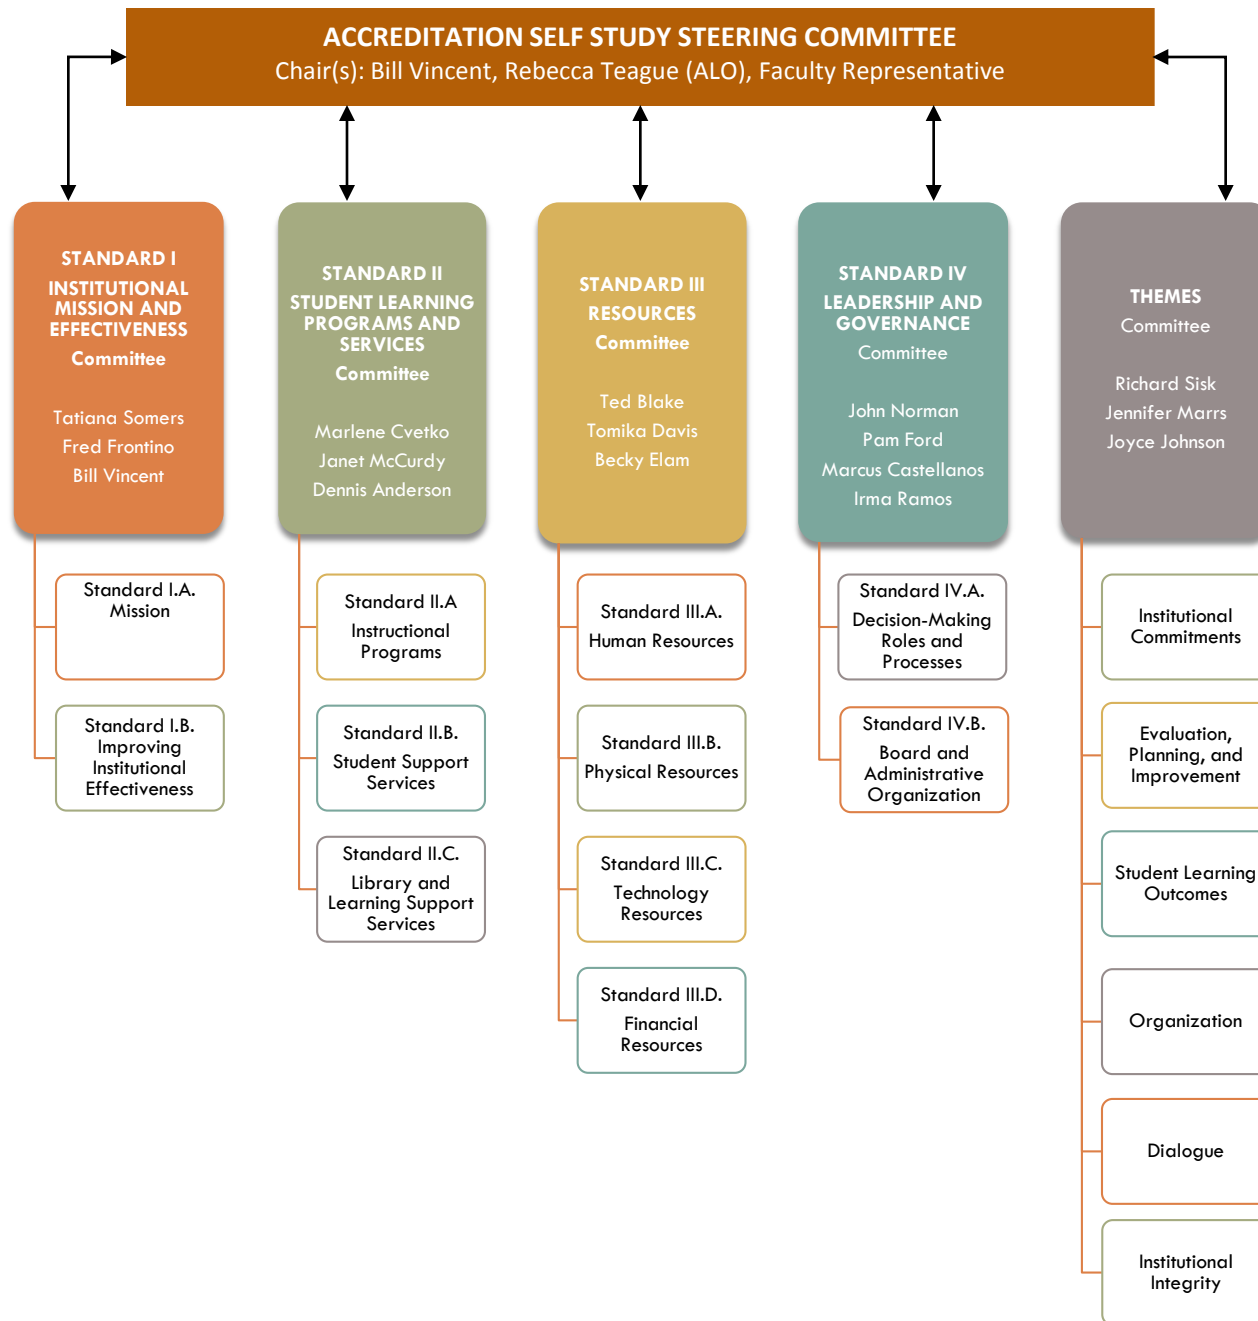 ACCREDITATION SELF STUDY STEERING COMMITTEE
Chair(s): Bill Vincent, Rebecca Teague (ALO), Faculty Representative
STANDARD I
INSTITUTIONAL
MISSION AND
EFFECTIVENESS
Committee
Tatiana Somers
Fred Frontino
Bill Vincent
STANDARD II
STUDENT LEARNING
PROGRAMS AND
SERVICES
Committee
Marlene Cvetko
Janet McCurdy
Dennis Anderson
STANDARD III
RESOURCES
Committee
Ted Blake
Tomika Davis
Becky Elam
STANDARD IV
LEADERSHIP AND
GOVERNANCE
Committee
John Norman
Pam Ford
Marcus Castellanos
Irma Ramos
THEMES
Committee
Richard Sisk
Jennifer Marrs
Joyce Johnson
Standard I.A.
Mission
Standard I.B.
Improving
Institutional
Effectiveness
Standard II.A
Instructional
Programs
Standard II.B.
Student Support
Services
Standard II.C.
Library and
Learning Support
Services
Standard III.A.
Human Resources
Standard III.B.
Physical Resources
Standard III.C.
Technology
Resources
Standard III.D.
Financial
Resources
Standard IV.A.
Decision-Making
Roles and
Processes
Standard IV.B.
Board and
Administrative
Organization
Institutional
Commitments
Evaluation,
Planning, and
Improvement
Student Learning
Outcomes
Organization
Dialogue
Institutional
Integrity